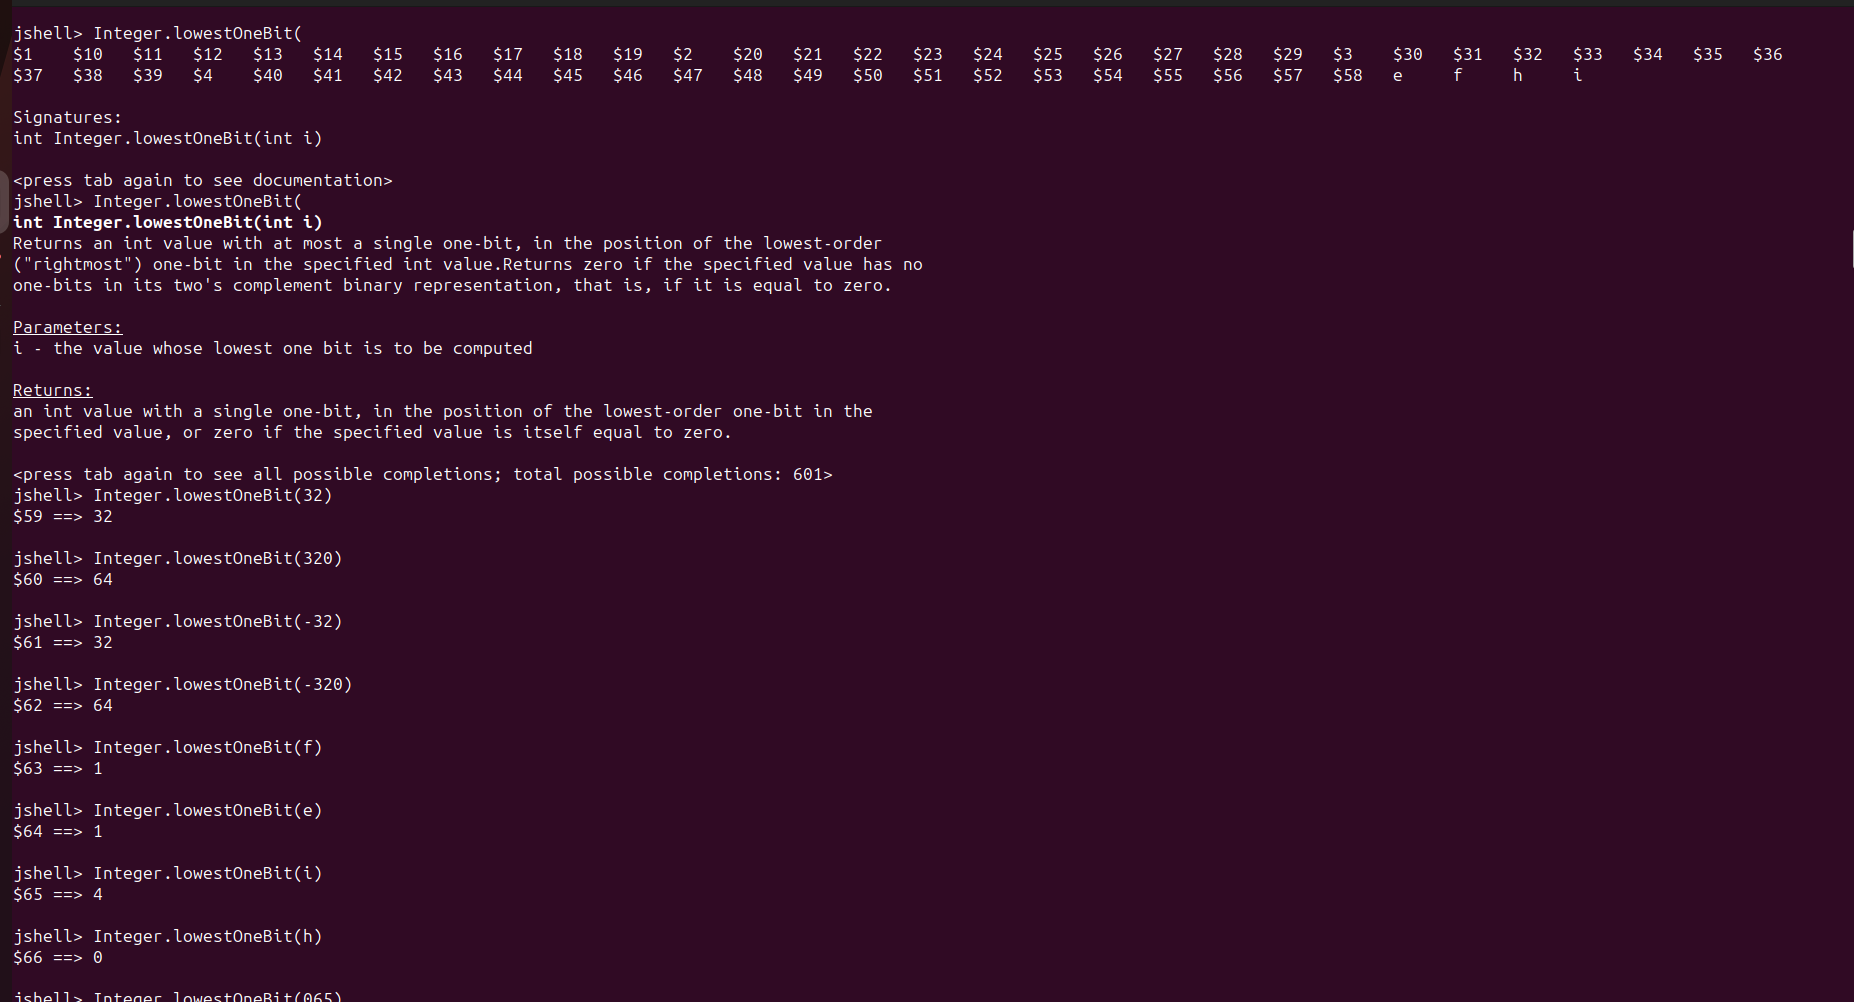 jshell> Integer.lowestOneBit(
$1 $10 $11 $12 $13 $14 $15 $16 $17 $18 $19 $2 $20 $21 $22 $23 $24 $25 $26 $27 $28 $29 $3 $30 $31 $32 $33 $34 $35 $36
$37 $38 $39 $4 $40 $41 $42 $43 $44 $45 $46 $47 $48 $49 $50 $51 $52 $53 $54 $55 $56 $57 $58 e f h i
Signatures:
int Integer.lowestOneBit(int i)
<press tab again to see documentation>
jshell> Integer.lowestOneBit(
int Integer.lowestOneBit(int i)
Returns an int value with at most a single one-bit, in the position of the lowest-order
("rightmost") one-bit in the specified int value.Returns zero if the specified value has no
one-bits in its two's complement binary representation, that is, if it is equal to zero.
Parameters:
i - the value whose lowest one bit is to be computed
Returns:
an int value with a single one-bit, in the position of the lowest-order one-bit in the
specified value, or zero if the specified value is itself equal to zero.
<press tab again to see all possible completions; total possible completions: 601>
jshell> Integer.lowestOneBit(32)
$59 ==> 32
jshell> Integer.lowestOneBit(320)
$60 ==> 64
jshell> Integer.lowestOneBit(-32)
$61 ==> 32
jshell> Integer.lowestOneBit(-320)
$62 ==> 64
jshell> Integer.lowestOneBit(f)
$63 ==> 1
jshell> Integer.lowestOneBit(e)
$64 ==> 1
jshell> Integer.lowestOneBit(i)
$65 ==> 4
jshell> Integer.lowestOneBit(h)
$66 ==> 0
jshell> Integer.lowestOneBit(065)